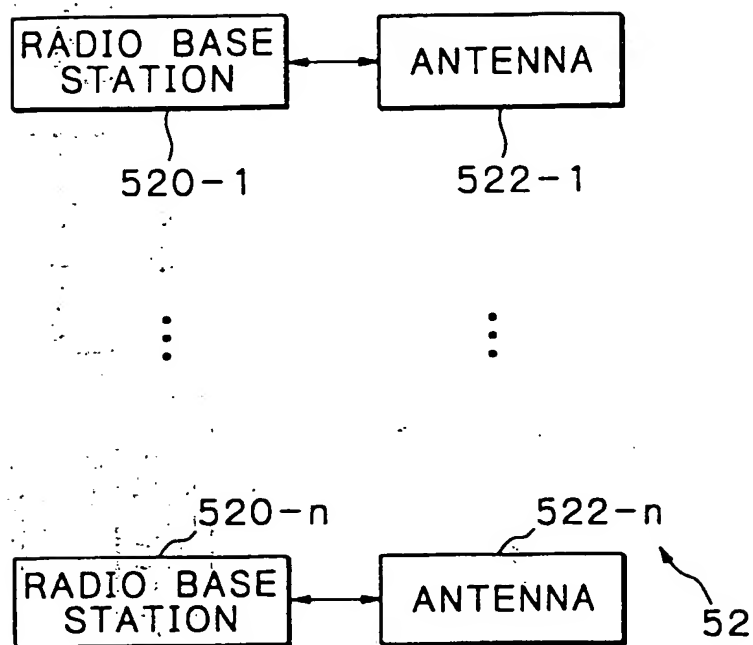 RADIO BASE
STATION
ANTENNA
520-1
522-1
520-n
522-n
RADIO BASE
STATION
ANTENNA
52